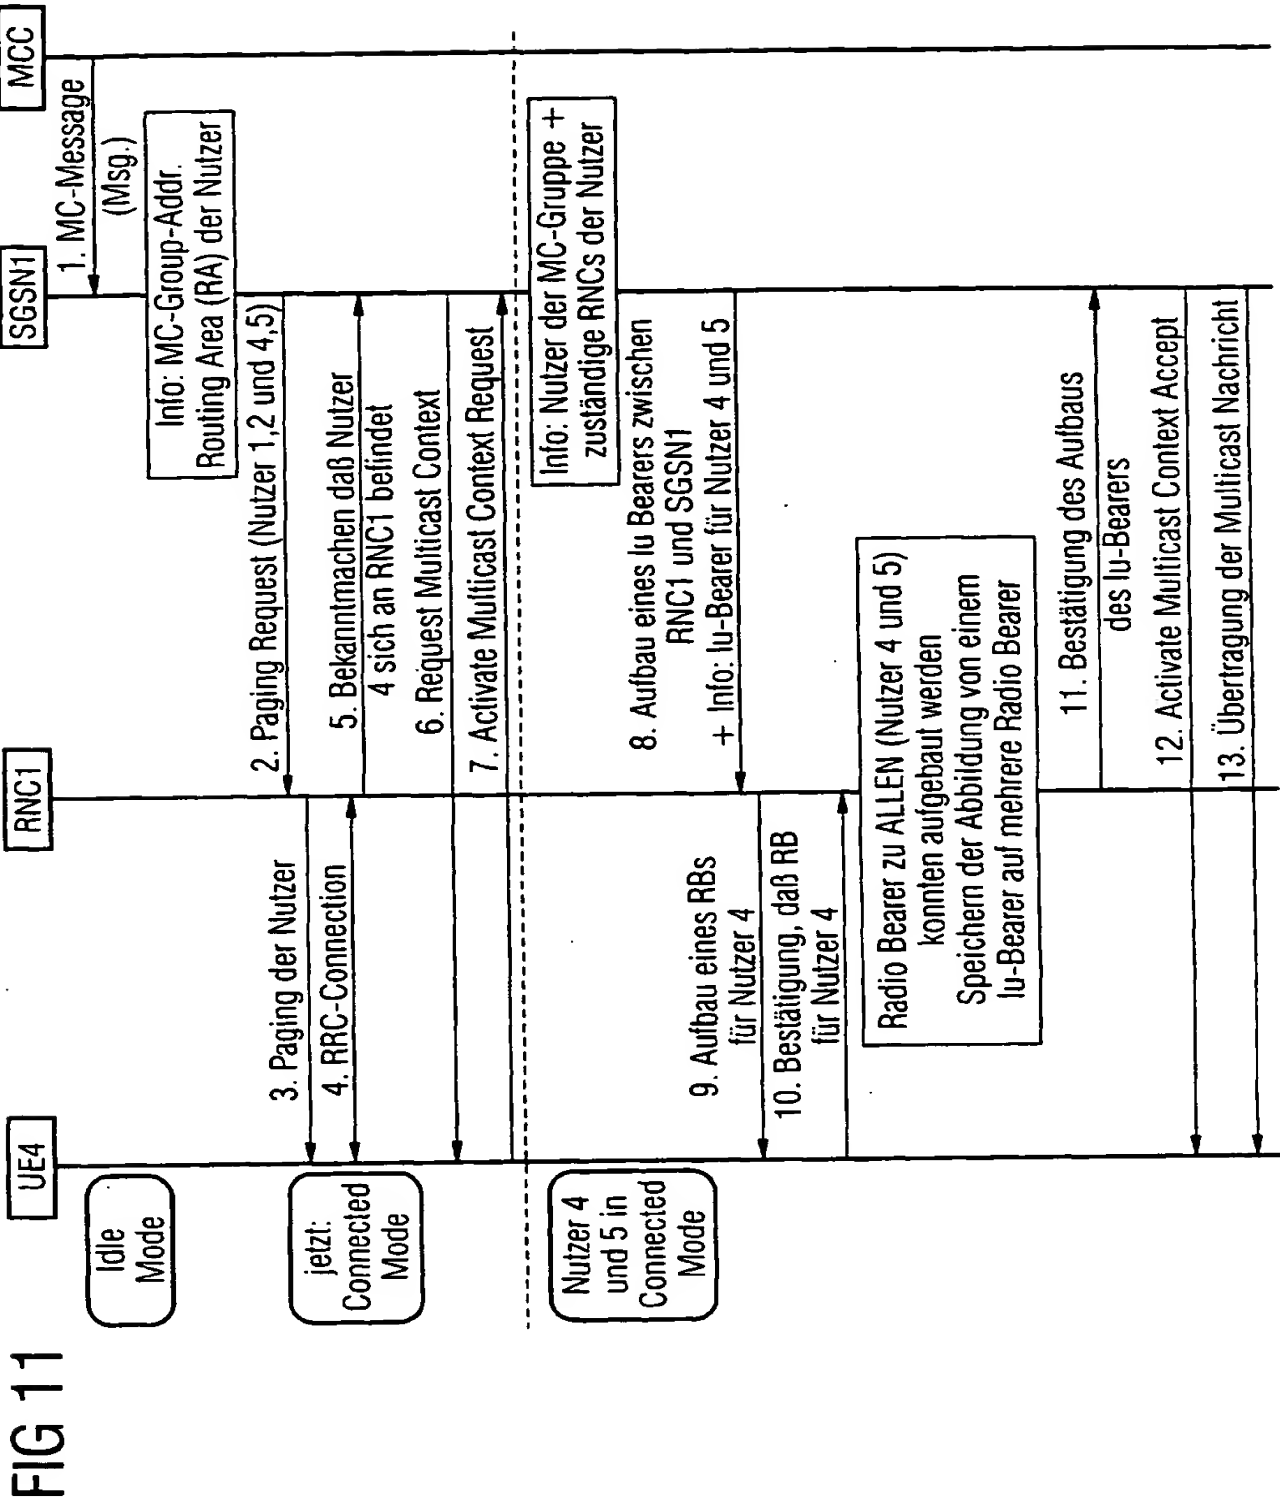 FIG 11
UE4
RNC1
SGSN1
MCC
Idle
Mode
1. MC-Message
(Msg.)
Info: MC-Group-Addr.
Routing Area (RA) der Nutzer
2. Paging Request (Nutzer 1,2 und 4,5)
3. Paging der Nutzer
jetzt:
Connected
Mode
4. RRC-Connection
5. Bekanntmachen daß Nutzer
4 sich an RNC1 befindet
6. Request Multicast Context
7. Activate Multicast Context Request
Nutzer 4
und 5 in
Connected
Mode
Info: Nutzer der MC-Gruppe +
zuständige RNCs der Nutzer
8. Aufbau eines Iu Bearers zwischen
RNC1 und SGSN1
+ Info: Iu-Bearer für Nutzer 4 und 5
9. Aufbau eines RBs
für Nutzer 4
10. Bestätigung, daß RB
für Nutzer 4
Radio Bearer zu ALLEN (Nutzer 4 und 5)
konnten aufgebaut werden
Speichern der Abbildung von einem
Iu-Bearer auf mehrere Radio Bearer
11. Bestätigung des Aufbaus
des Iu-Bearers
12. Activate Multicast Context Accept
13. Übertragung der Multicast Nachricht